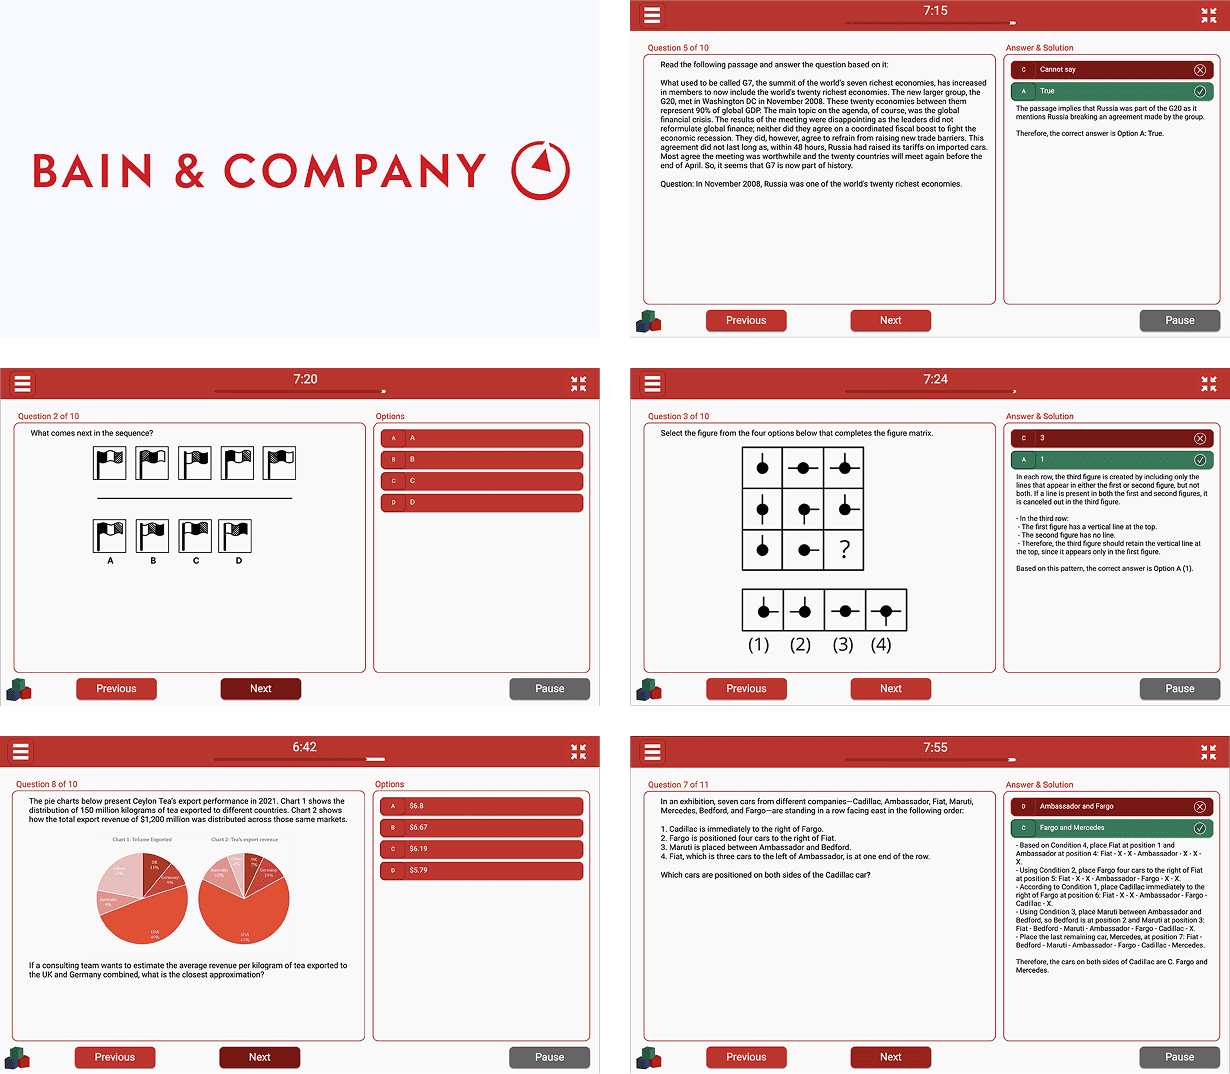 BAIN & COMPANY
7:15
Question 5 of 10
Read the following passage and answer the question based on it:
What used to be called G7, the summit of the world's seven richest economies, has increased
in members to now include the world's twenty richest economies. The new larger group, the
G20, met in Washington DC in November 2008. These twenty economies between them
represent 90% of global GDP. The main topic on the agenda, of course, was the global
financial crisis. The results of the meeting were disappointing as the leaders did not
reformulate global finance; neither did they agree on a coordinated fiscal boost to fight the
economic recession. They did, however, agree to refrain from raising new trade barriers. This
agreement did not last long as, within 48 hours, Russia had raised its tariffs on imported cars.
Most agree the meeting was worthwhile and the twenty countries will meet again before the
end of April. So, it seems that G7 is now part of history.
Question: In November 2008, Russia was one of the world's twenty richest economies.
Answer & Solution
C Cannot say
A True
The passage implies that Russia was part of the G20 as it
mentions Russia breaking an agreement made by the group.
Therefore, the correct answer is Option A: True.
Previous
Next
Pause
7:20
Question 2 of 10
What comes next in the sequence?
A B C D
Options
A A
B B
C C
D D
Previous
Next
Pause
7:24
Question 3 of 10
Select the figure from the four options below that completes the figure matrix.
?
(1) (2) (3) (4)
Answer & Solution
C 3
A 1
In each row, the third figure is created by including only the
lines that appear in either the first or second figure, but not
both. If a line is present in both the first and second figures, it
is canceled out in the third figure.
- In the third row:
- The first figure has a vertical line at the top.
- The second figure has no line.
- Therefore, the third figure should retain the vertical line at
the top, since it appears only in the first figure.
Based on this pattern, the correct answer is Option A (1).
Previous
Next
Pause
6:42
Question 8 of 10
The pie charts below present Ceylon Tea's export performance in 2021. Chart 1 shows the
distribution of 150 million kilograms of tea exported to different countries. Chart 2 shows
how the total export revenue of $1,200 million was distributed across those same markets.
Chart 1: Volume Exported
Chart 2: Tea's export revenue
UK
11%
Germany
9%
USA
Australia
9%
UK
7%
Germany
USA
Australia
12%
If a consulting team wants to estimate the average revenue per kilogram of tea exported to
the UK and Germany combined, what is the closest approximation?
Options
A $6.8
B $6.67
C $6.19
D $5.79
Previous
Next
Pause
7:55
Question 7 of 11
In an exhibition, seven cars from different companies—Cadillac, Ambassador, Fiat, Maruti,
Mercedes, Bedford, and Fargo—are standing in a row facing east in the following order:
1. Cadillac is immediately to the right of Fargo.
2. Fargo is positioned four cars to the right of Fiat.
3. Maruti is placed between Ambassador and Bedford.
4. Fiat, which is three cars to the left of Ambassador, is at one end of the row.
Which cars are positioned on both sides of the Cadillac car?
Answer & Solution
D Ambassador and Fargo
C Fargo and Mercedes
- Based on Condition 4, place Fiat at position 1 and
Ambassador at position 4: Fiat - X - X - Ambassador - X - X -
X.
- Using Condition 2, place Fargo four cars to the right of Fiat
at position 5: Fiat - X - X - Ambassador - Fargo - X - X.
- According to Condition 1, place Cadillac immediately to the
right of Fargo at position 6: Fiat - X - X - Ambassador - Fargo -
Cadillac - X.
- Using Condition 3, place Maruti between Ambassador and
Bedford, so Bedford is at position 2 and Maruti at position 3:
Fiat - Bedford - Maruti - Ambassador - Fargo - Cadillac - X.
- Place the last remaining car, Mercedes, at position 7: Fiat -
Bedford - Maruti - Ambassador - Fargo - Cadillac - Mercedes.
Therefore, the cars on both sides of Cadillac are C. Fargo and
Mercedes.
Previous
Next
Pause